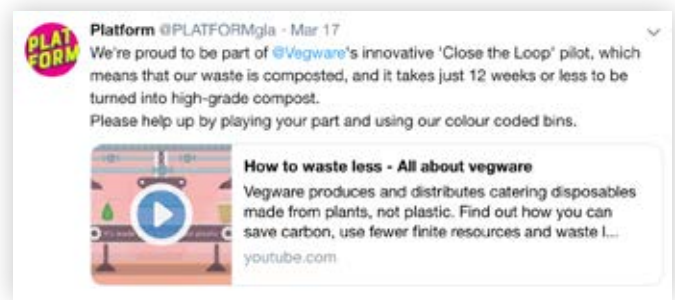 PLAT
FORM
Platform @PLATFORMgla · Mar 17
We're proud to be part of @Vegware's innovative 'Close the Loop' pilot, which
means that our waste is composted, and it takes just 12 weeks or less to be
turned into high-grade compost.
Please help up by playing your part and using our colour coded bins.
How to waste less - All about vegware
Vegware produces and distributes catering disposables
made from plants, not plastic. Find out how you can
save carbon, use fewer finite resources and waste l...
youtube.com